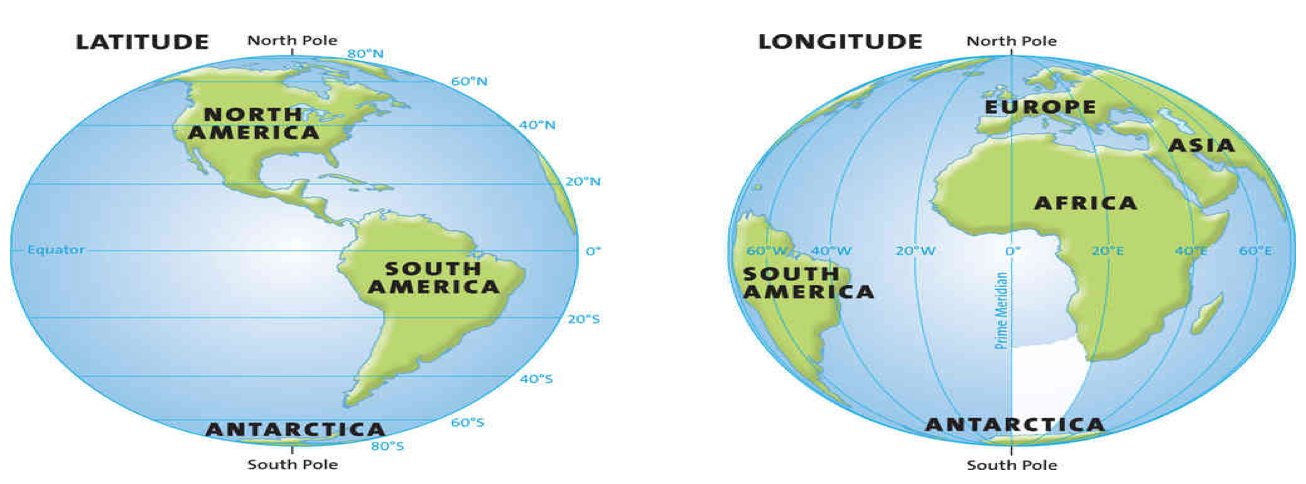 LATITUDE
North Pole
80°N
60°N
NORTH
AMERICA
40°N
20°N
Equator
0°
SOUTH
AMERICA
20°S
40°S
60°S
ANTARCTICA
80°S
South Pole
LONGITUDE
North Pole
EUROPE
ASIA
AFRICA
60°W 40°W 20°W 0° 20°E 40°E 60°E
SOUTH
AMERICA
Prime Meridian
ANTARCTICA
South Pole